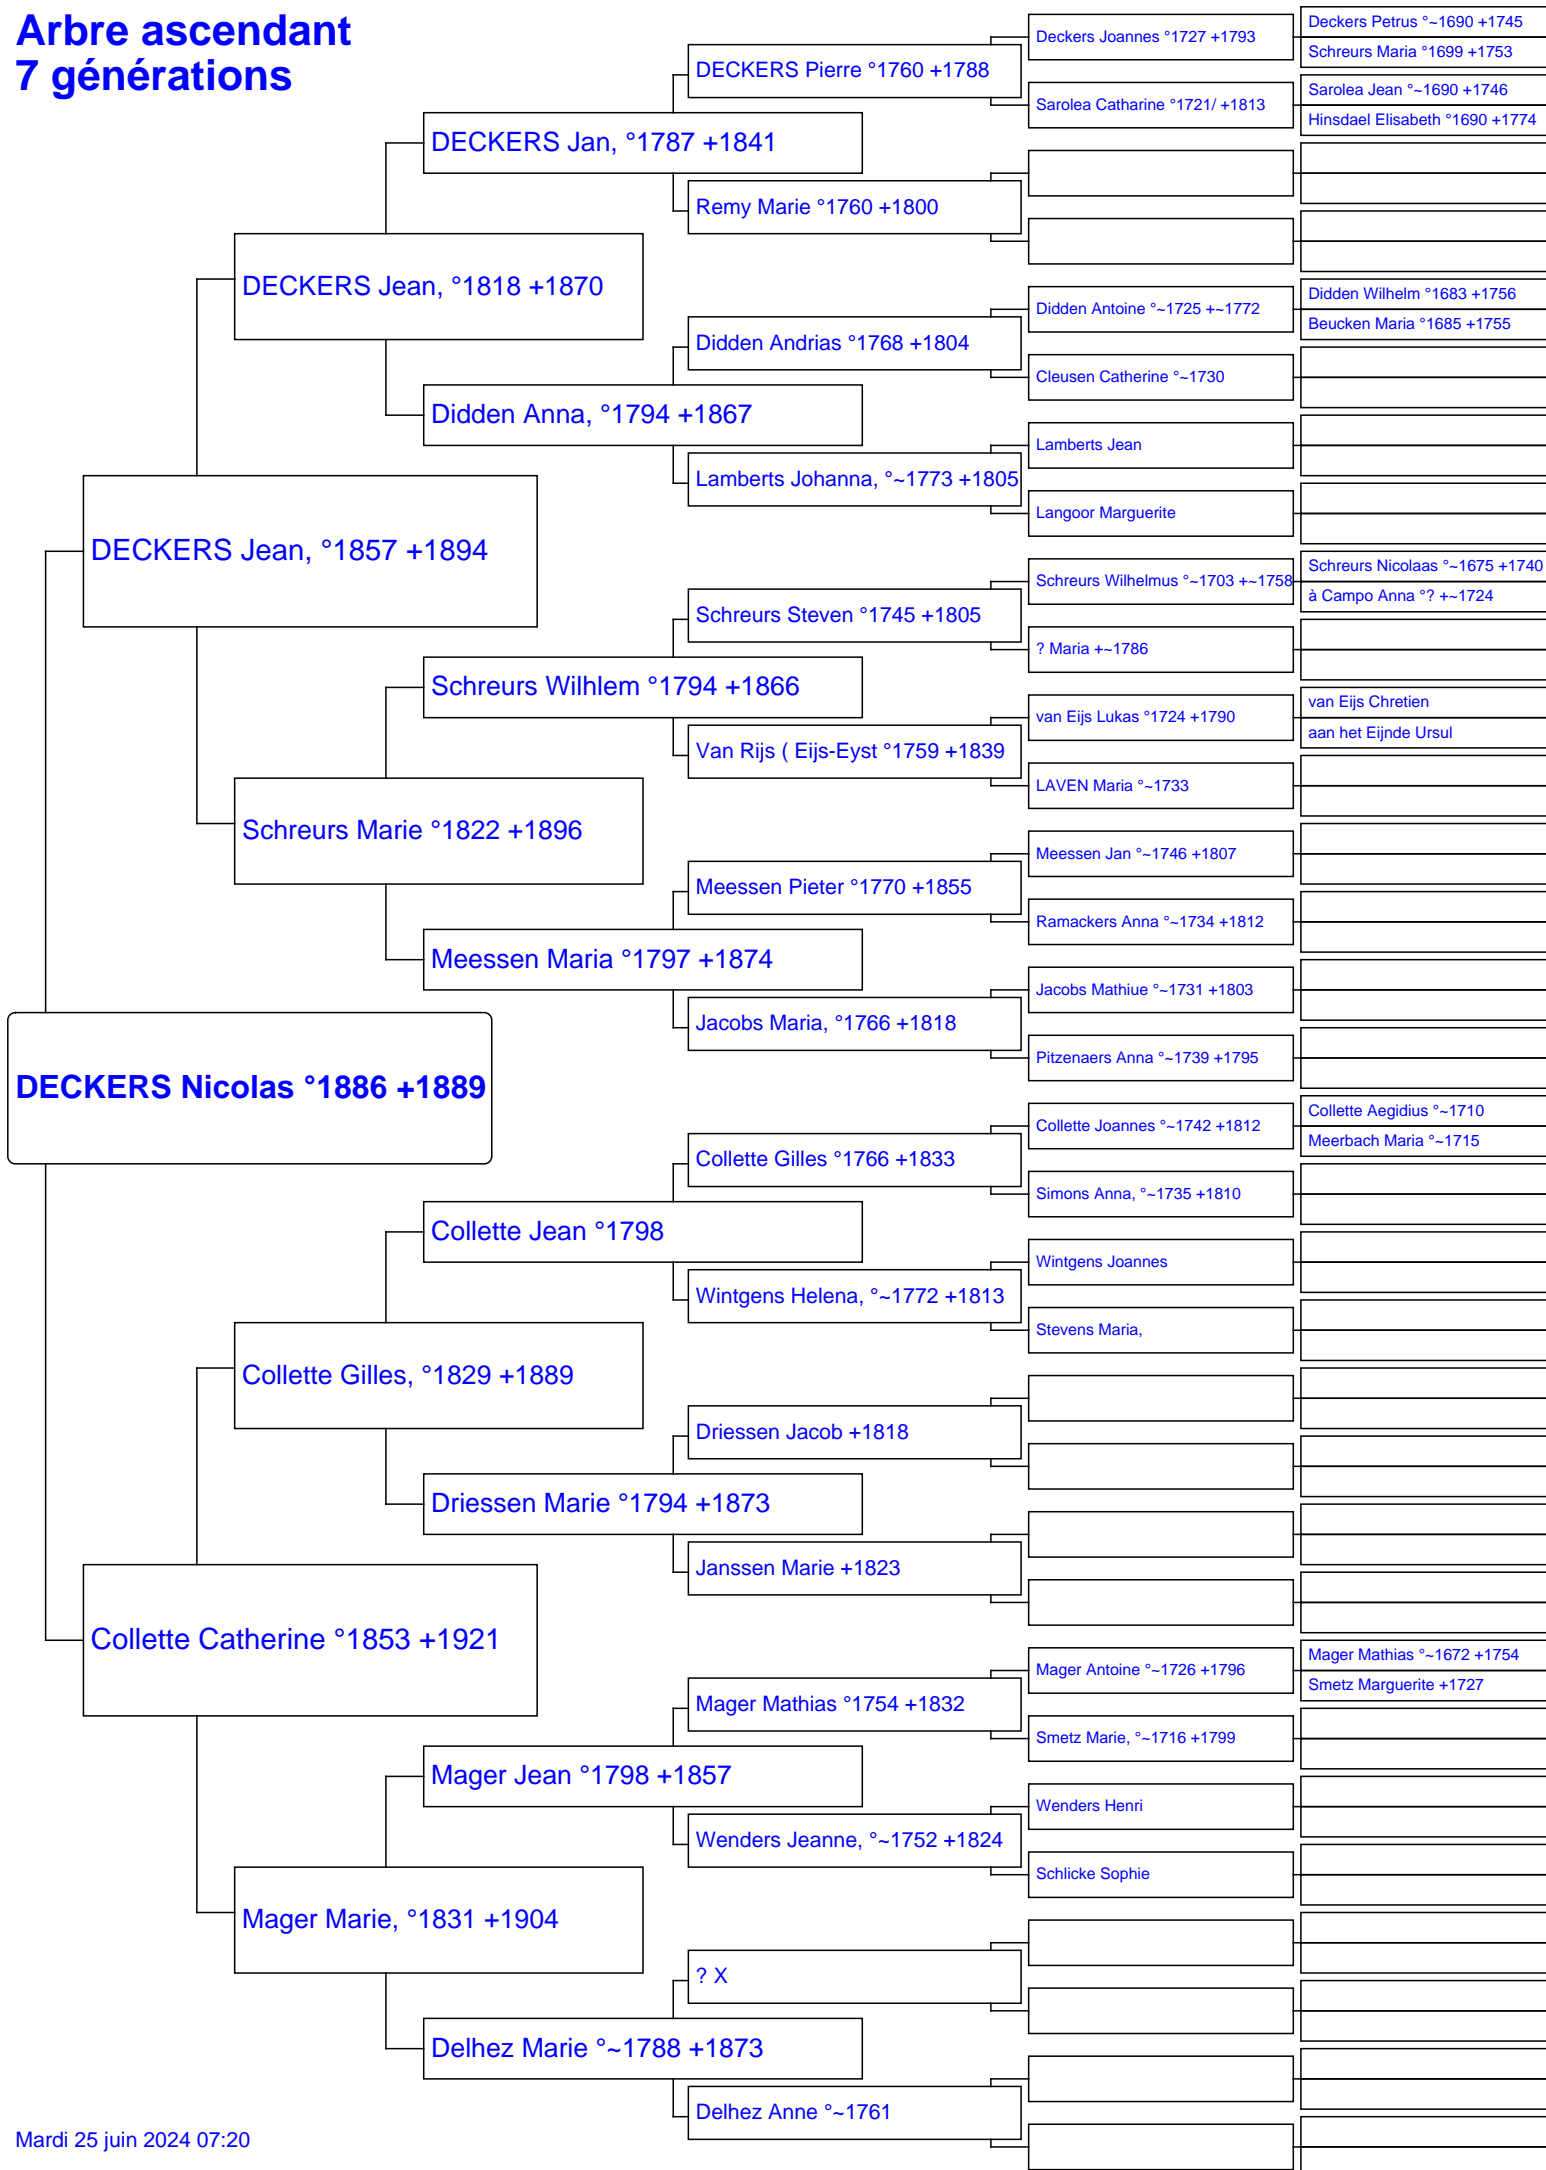 Arbre ascendant
7 générations
DECKERS Nicolas °1886 +1889
DECKERS Jean, °1857 +1894
Collette Catherine °1853 +1921
DECKERS Jean, °1818 +1870
Schreurs Marie °1822 +1896
Collette Gilles, °1829 +1889
Mager Marie, °1831 +1904
DECKERS Jan, °1787 +1841
Didden Anna, °1794 +1867
Schreurs Wilhlem °1794 +1866
Meessen Maria °1797 +1874
Collette Jean °1798
Driessen Marie °1794 +1873
Mager Jean °1798 +1857
Delhez Marie °~1788 +1873
DECKERS Pierre °1760 +1788
Remy Marie °1760 +1800
Didden Andrias °1768 +1804
Lamberts Johanna, °~1773 +1805
Schreurs Steven °1745 +1805
Van Rijs ( Eijs-Eyst °1759 +1839
Meessen Pieter °1770 +1855
Jacobs Maria, °1766 +1818
Collette Gilles °1766 +1833
Wintgens Helena, °~1772 +1813
Driessen Jacob +1818
Janssen Marie +1823
Mager Mathias °1754 +1832
Wenders Jeanne, °~1752 +1824
? X
Delhez Anne °~1761
Deckers Joannes °1727 +1793
Sarolea Catharine °1721/ +1813
Didden Antoine °~1725 +~1772
Cleusen Catherine °~1730
Lamberts Jean
Langoor Marguerite
Schreurs Wilhelmus °~1703 +~1758
? Maria +~1786
van Eijs Lukas °1724 +1790
LAVEN Maria °~1733
Meessen Jan °~1746 +1807
Ramackers Anna °~1734 +1812
Jacobs Mathiue °~1731 +1803
Pitzenaers Anna °~1739 +1795
Collette Joannes °~1742 +1812
Simons Anna, °~1735 +1810
Wintgens Joannes
Stevens Maria,
Mager Antoine °~1726 +1796
Smetz Marie, °~1716 +1799
Wenders Henri
Schlicke Sophie
Deckers Petrus °~1690 +1745
Schreurs Maria °1699 +1753
Sarolea Jean °~1690 +1746
Hinsdael Elisabeth °1690 +1774
Didden Wilhelm °1683 +1756
Beucken Maria °1685 +1755
Schreurs Nicolaas °~1675 +1740
à Campo Anna °? +~1724
van Eijs Chretien
aan het Eijnde Ursul
Collette Aegidius °~1710
Meerbach Maria °~1715
Mager Mathias °~1672 +1754
Smetz Marguerite +1727
Mardi 25 juin 2024 07:20